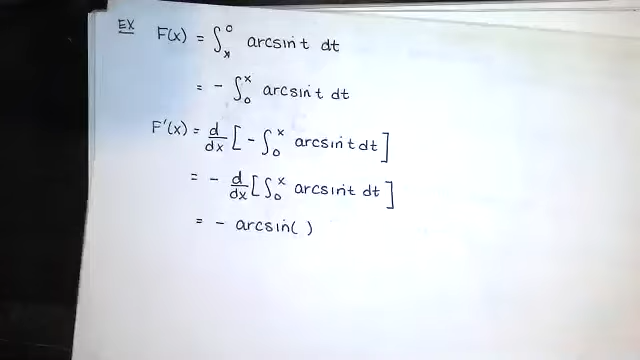 EX F(x) = ∫ₓ⁰ arcsin t dt
= - ∫₀ˣ arcsin t dt
F'(x) = d/dx [ - ∫₀ˣ arcsin t dt ]
= - d/dx [ ∫₀ˣ arcsin t dt ]
= - arcsin( )